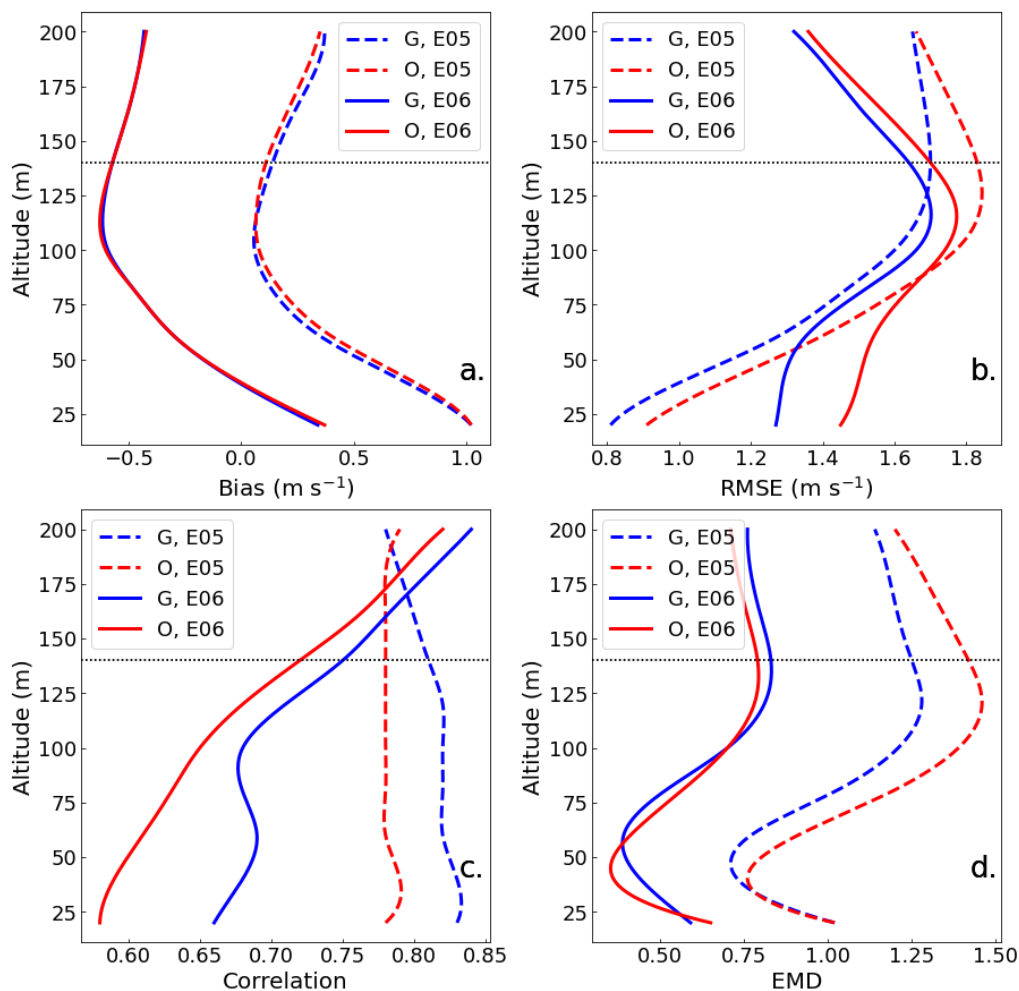 200
175
150
125
100
75
50
25
Altitude (m)
G, E05
O, E05
G, E06
O, E06
a.
−0.5 0.0 0.5 1.0
Bias (m s⁻¹)
200
175
150
125
100
75
50
25
Altitude (m)
G, E05
O, E05
G, E06
O, E06
b.
0.8 1.0 1.2 1.4 1.6 1.8
RMSE (m s⁻¹)
200
175
150
125
100
75
50
25
Altitude (m)
G, E05
O, E05
G, E06
O, E06
c.
0.60 0.65 0.70 0.75 0.80 0.85
Correlation
200
175
150
125
100
75
50
25
Altitude (m)
G, E05
O, E05
G, E06
O, E06
d.
0.50 0.75 1.00 1.25 1.50
EMD